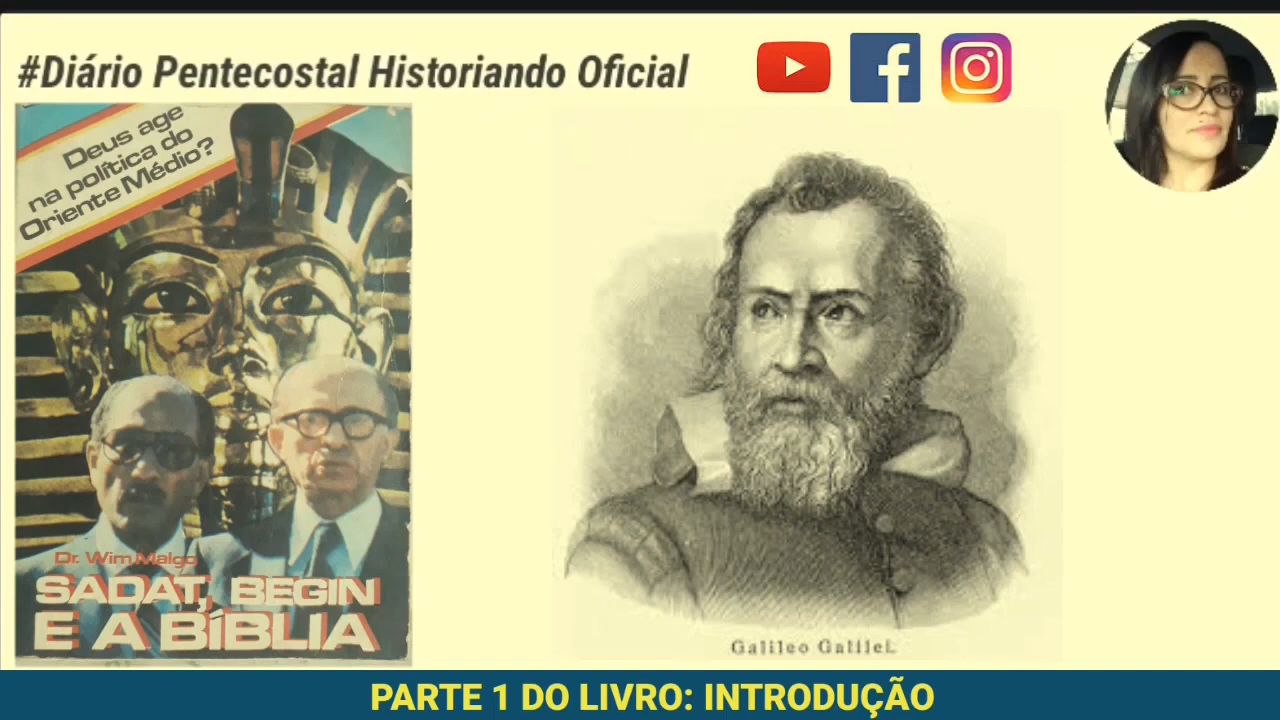 #Diário Pentecostal Historiando Oficial
Deus age
na política do
Oriente Médio?
Dr. Wim Malgo
SADAT, BEGIN
E A BÍBLIA
Galileo Galilei.
PARTE 1 DO LIVRO: INTRODUÇÃO